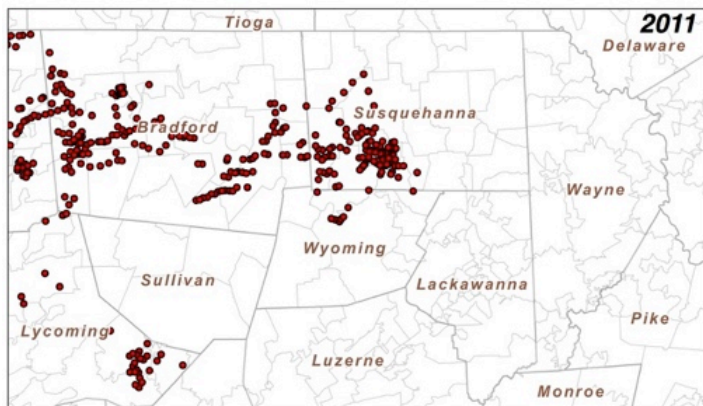 2011
Tioga
Delaware
Susquehanna
Bradford
Wayne
Wyoming
Sullivan
Lackawanna
Lycoming
Pike
Luzerne
Monroe